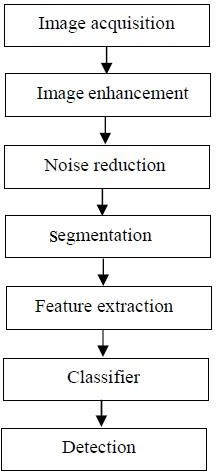 Image acquisition
Image enhancement
Noise reduction
Segmentation
Feature extraction
Classifier
Detection